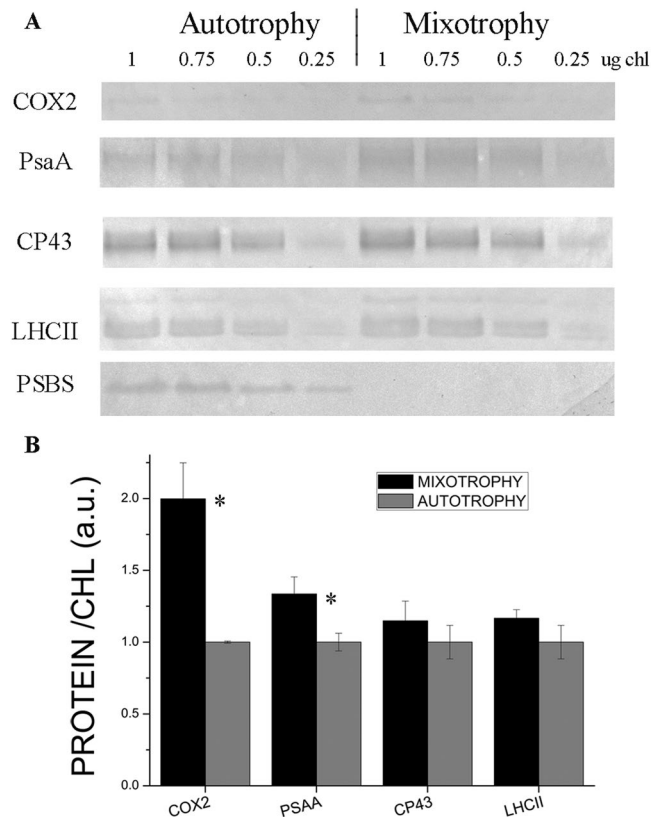 A Autotrophy Mixotrophy
1 0.75 0.5 0.25 1 0.75 0.5 0.25 ug chl
COX2
PsaA
CP43
LHCII
PSBS
B
PROTEIN /CHL (a.u.)
2.0
1.5
1.0
0.5
0.0
MIXOTROPHY
AUTOTROPHY
*
*
COX2 PSAA CP43 LHCII